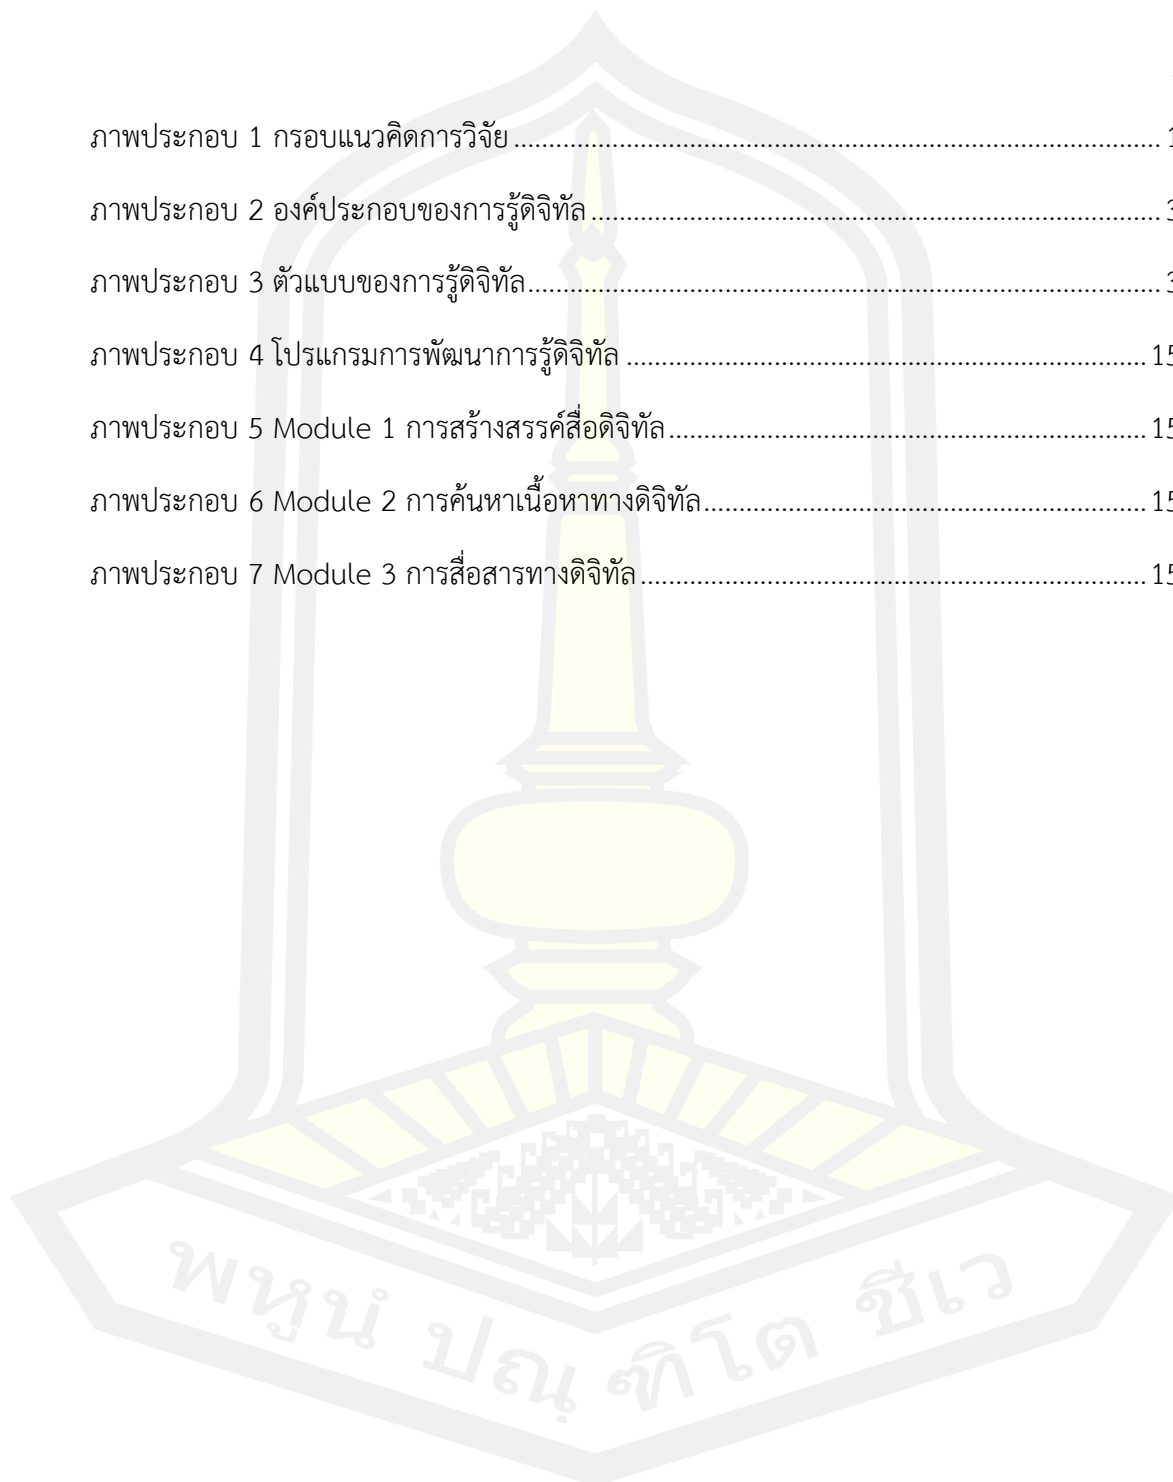 ภาพประกอบ 1 กรอบแนวคิดการวิจัย ........ 1
ภาพประกอบ 2 องค์ประกอบของการรู้ดิจิทัล ........ 3
ภาพประกอบ 3 ตัวแบบของการรู้ดิจิทัล ........ 3
ภาพประกอบ 4 โปรแกรมการพัฒนาการรู้ดิจิทัล ........ 15
ภาพประกอบ 5 Module 1 การสร้างสรรค์สื่อดิจิทัล ........ 15
ภาพประกอบ 6 Module 2 การค้นหาเนื้อหาทางดิจิทัล ........ 15
ภาพประกอบ 7 Module 3 การสื่อสารทางดิจิทัล ........ 15
พหูนํ ปณฺฑิโต ชีเว